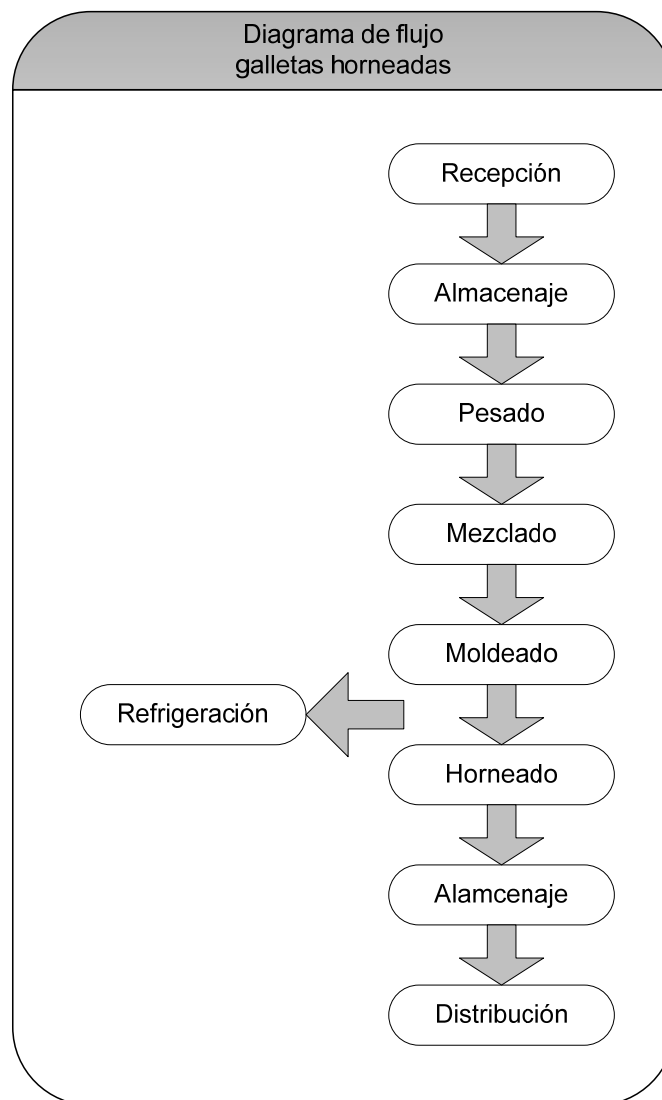 Diagrama de flujo
galletas horneadas
Recepción
Almacenaje
Pesado
Mezclado
Moldeado
Refrigeración
Horneado
Alamcenaje
Distribución